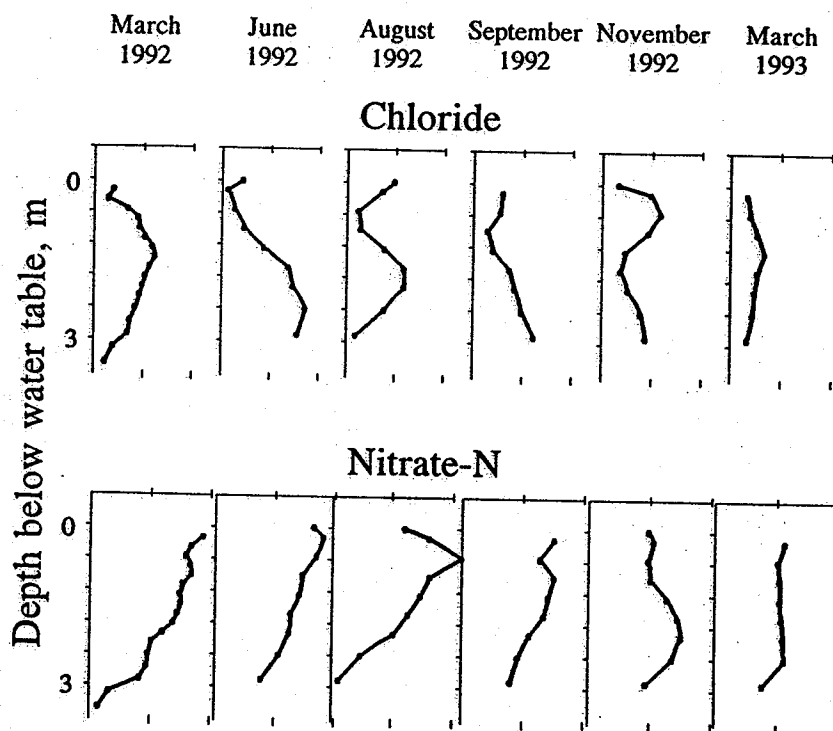 March June August September November March
1992 1992 1992 1992 1992 1993
Chloride
0
3
Depth below water table, m
Nitrate-N
0
3